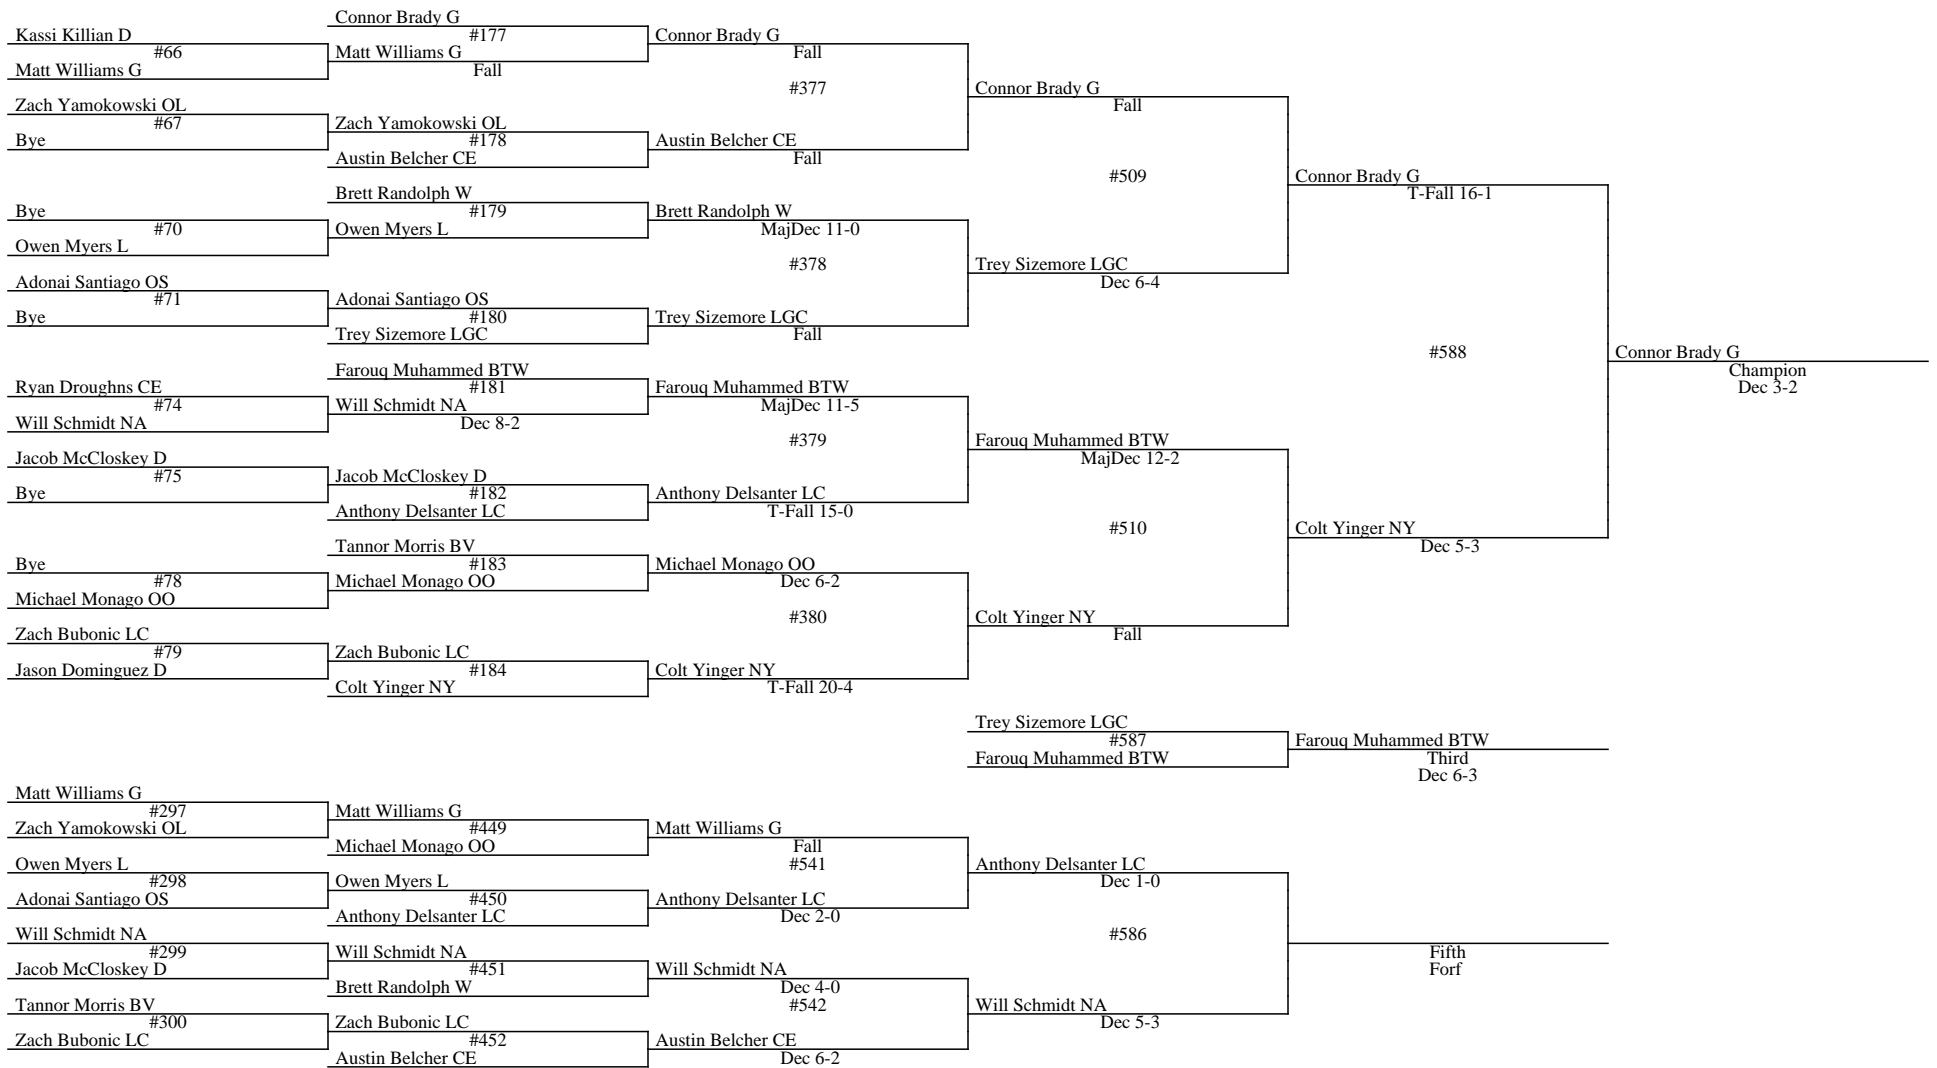 Connor Brady G
Kassi Killian D
#177
Connor Brady G
#66
Matt Williams G
Fall
Matt Williams G
Fall
#377
Connor Brady G
Zach Yamokowski OL
Fall
#67
Zach Yamokowski OL
Bye
#178
Austin Belcher CE
Austin Belcher CE
Fall
#509
Connor Brady G
Brett Randolph W
T-Fall 16-1
Bye
#179
Brett Randolph W
#70
Owen Myers L
MajDec 11-0
Owen Myers L
#378
Trey Sizemore LGC
Adonai Santiago OS
Dec 6-4
#71
Adonai Santiago OS
Bye
#180
Trey Sizemore LGC
Trey Sizemore LGC
Fall
#588
Connor Brady G
Farouq Muhammed BTW
Champion
Ryan Droughns CE
#181
Farouq Muhammed BTW
Dec 3-2
#74
Will Schmidt NA
MajDec 11-5
Will Schmidt NA
Dec 8-2
#379
Farouq Muhammed BTW
Jacob McCloskey D
MajDec 12-2
#75
Jacob McCloskey D
Bye
#182
Anthony Delsanter LC
Anthony Delsanter LC
T-Fall 15-0
#510
Colt Yinger NY
Tannor Morris BV
Dec 5-3
Bye
#183
Michael Monago OO
#78
Michael Monago OO
Dec 6-2
Michael Monago OO
#380
Colt Yinger NY
Zach Bubonic LC
Fall
#79
Zach Bubonic LC
Jason Dominguez D
#184
Colt Yinger NY
Colt Yinger NY
T-Fall 20-4
Trey Sizemore LGC
#587
Farouq Muhammed BTW
Farouq Muhammed BTW
Third
Dec 6-3
Matt Williams G
#297
Matt Williams G
Zach Yamokowski OL
#449
Matt Williams G
Michael Monago OO
Fall
Owen Myers L
#541
Anthony Delsanter LC
#298
Owen Myers L
Dec 1-0
Adonai Santiago OS
#450
Anthony Delsanter LC
Anthony Delsanter LC
Dec 2-0
Will Schmidt NA
#586
#299
Will Schmidt NA
Fifth
Jacob McCloskey D
#451
Will Schmidt NA
Forf
Brett Randolph W
Dec 4-0
Tannor Morris BV
#542
Will Schmidt NA
#300
Zach Bubonic LC
Dec 5-3
Zach Bubonic LC
#452
Austin Belcher CE
Austin Belcher CE
Dec 6-2